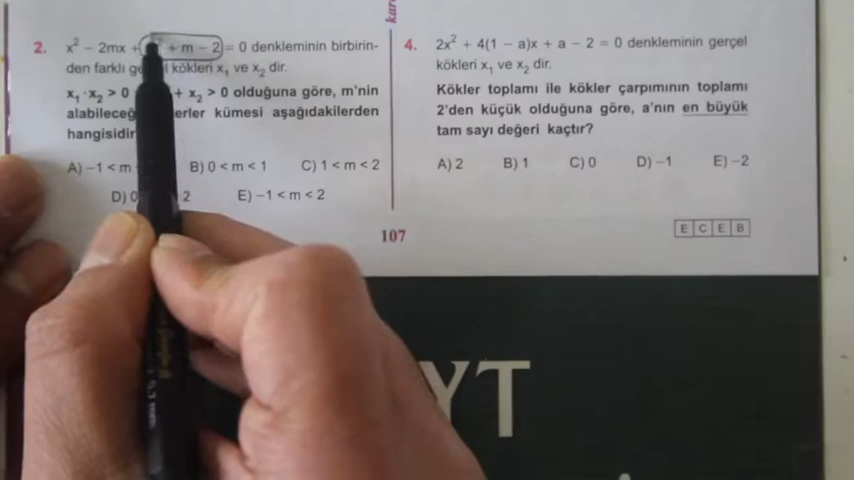 2. x² – 2mx + + m – 2 = 0 denkleminin birbirin-
den farklı kökleri x₁ ve x₂ dir.
x₁ · x₂ > 0 + x₂ > 0 olduğuna göre, m'nin
kümesi aşağıdakilerden
hangisidir
A) –1 < m B) 0 < m < 1 C) 1 < m < 2
D) 0 2 E) –1 < m < 2
4. 2x² + 4(1 – a)x + a – 2 = 0 denkleminin gerçel
kökleri x₁ ve x₂ dir.
Kökler toplamı ile kökler çarpımının toplamı
2'den küçük olduğuna göre, a'nın en büyük
tam sayı değeri kaçtır?
A) 2 B) 1 C) 0 D) –1 E) –2
107
E C E B
YT